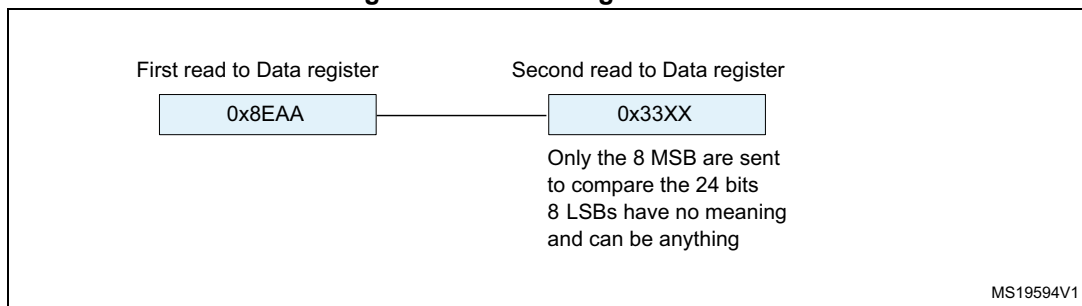 First read to Data register
Second read to Data register
0x8EAA
0x33XX
Only the 8 MSB are sent
to compare the 24 bits
8 LSBs have no meaning
and can be anything
MS19594V1